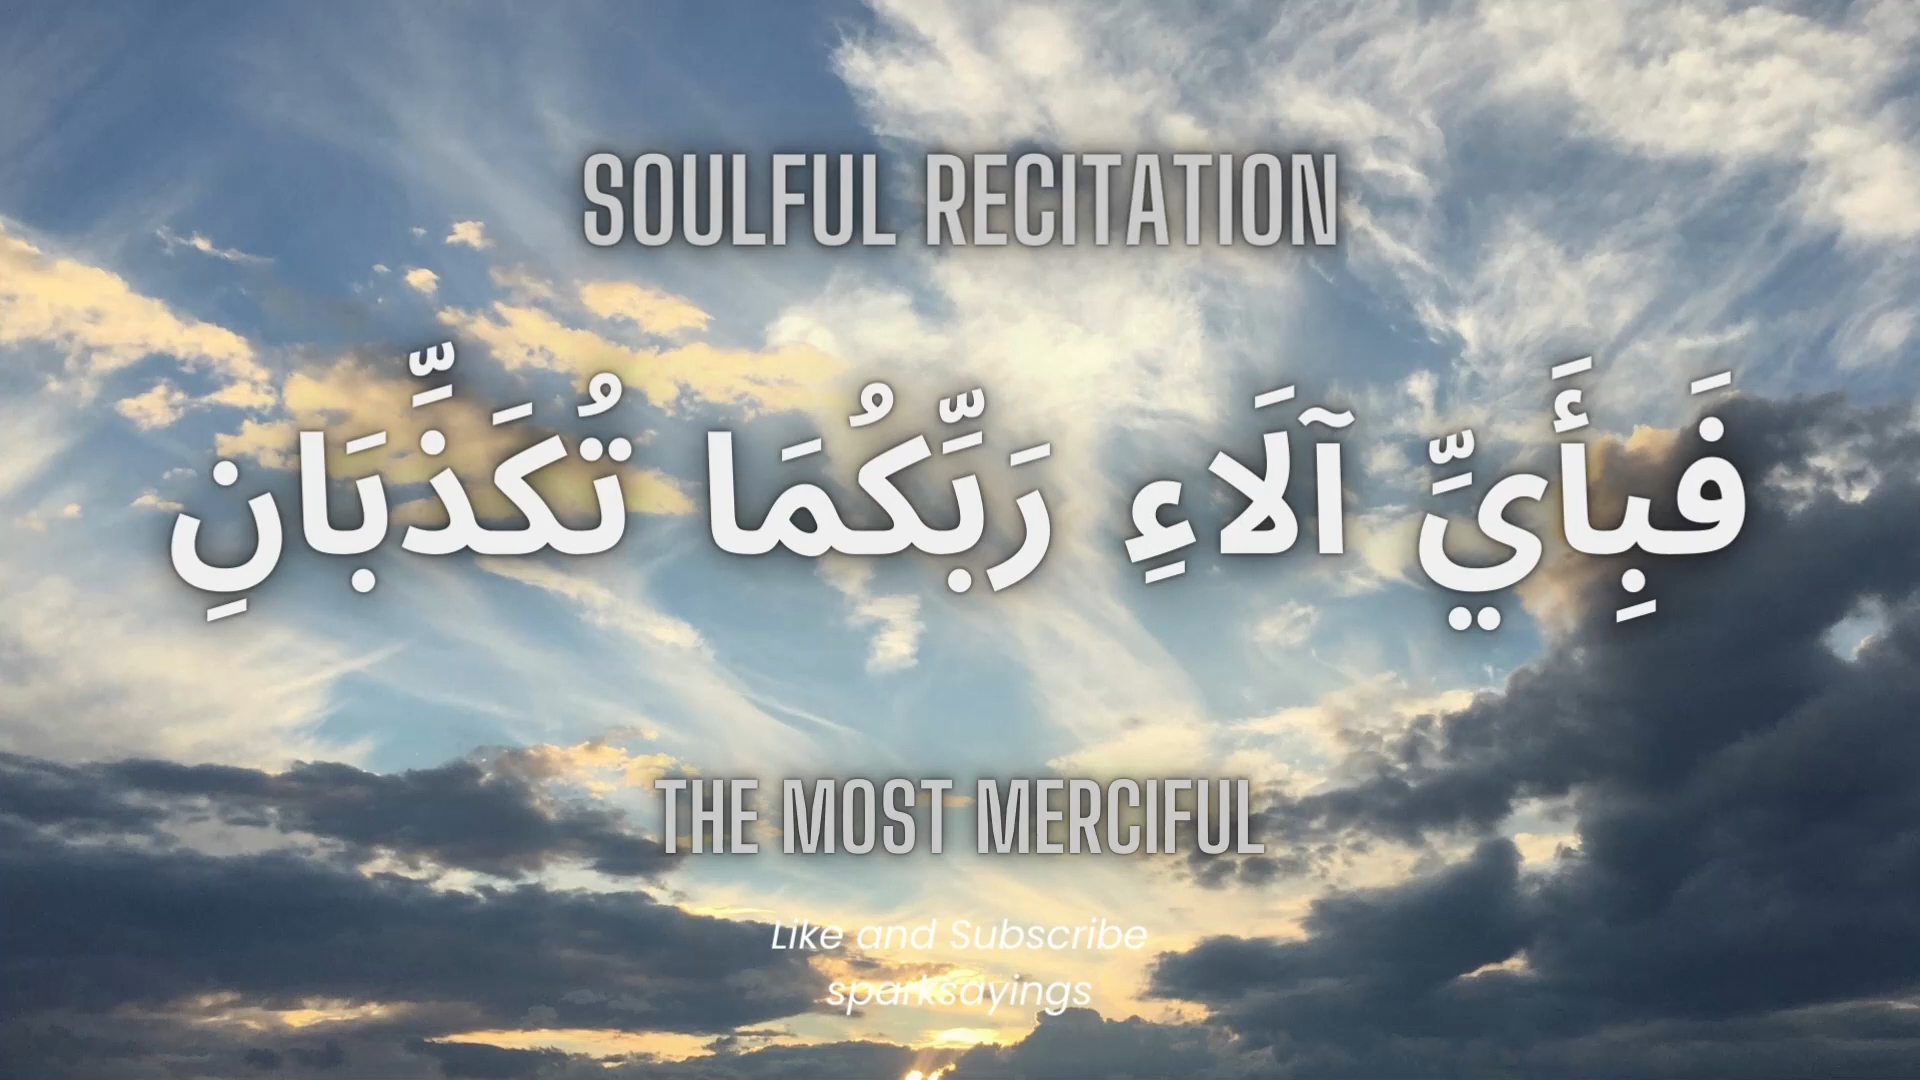 SOULFUL RECITATION
فَبِأَيِّ آلَاءِ رَبِّكُمَا تُكَذِّبَانِ
THE MOST MERCIFUL
Like and Subscribe
sparksayings